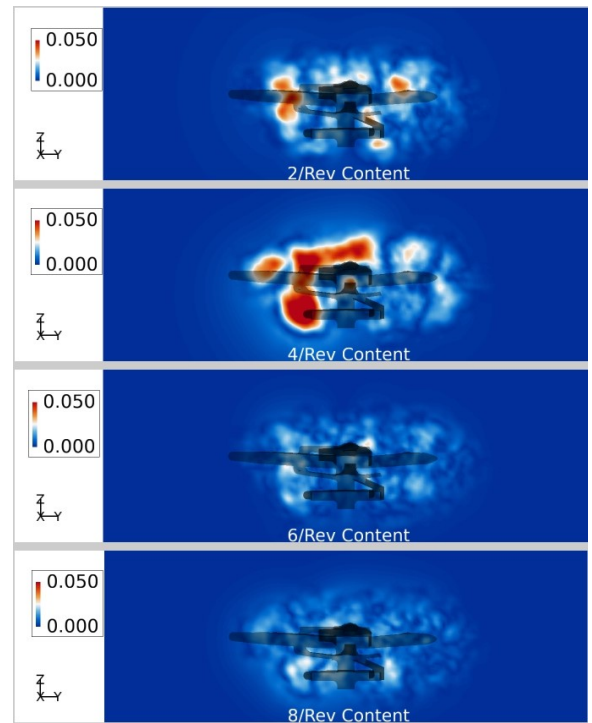 0.050
0.000
Z
X Y
2/Rev Content
0.050
0.000
Z
X Y
4/Rev Content
0.050
0.000
Z
X Y
6/Rev Content
0.050
0.000
Z
X Y
8/Rev Content